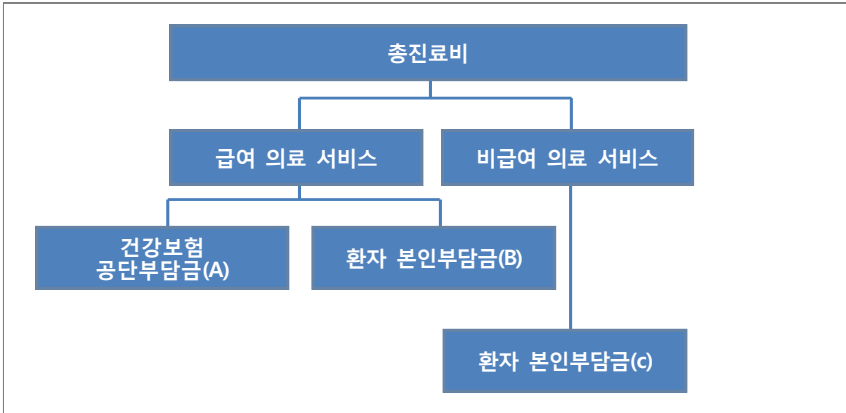 총진료비
급여 의료 서비스
비급여 의료 서비스
건강보험
공단부담금(A)
환자 본인부담금(B)
환자 본인부담금(c)